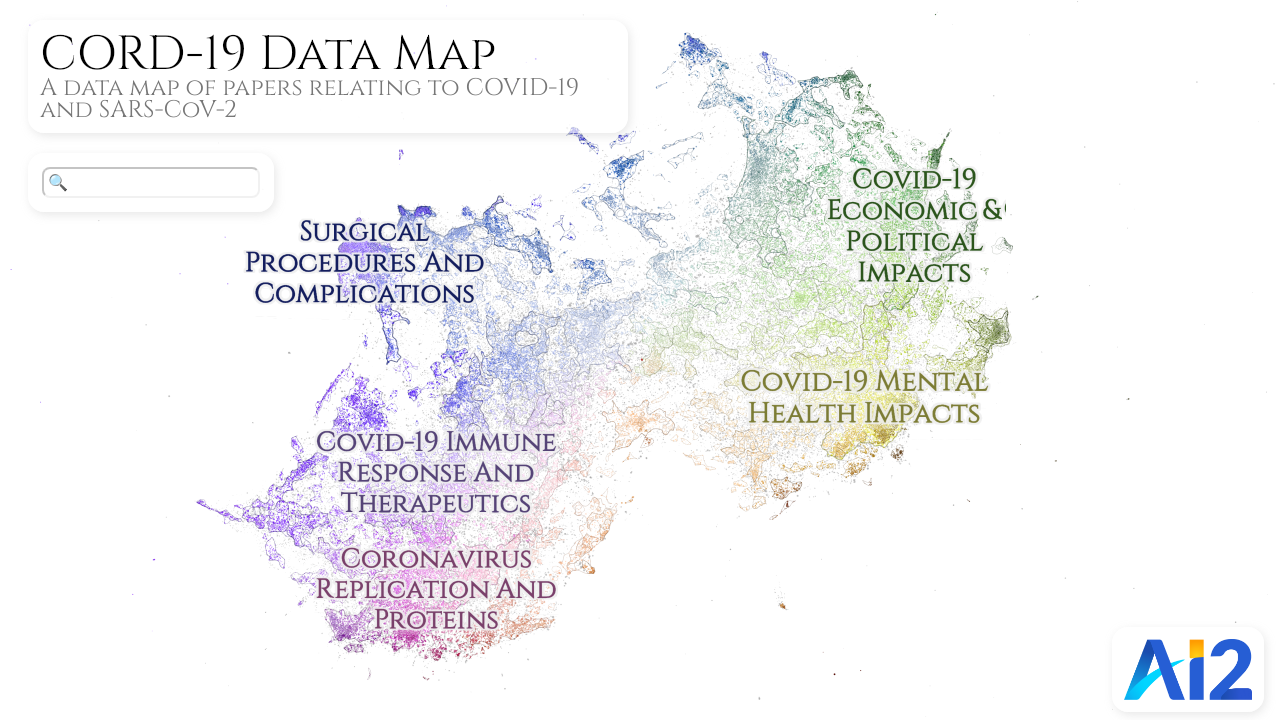 CORD-19 Data Map
A data map of papers relating to COVID-19
and SARS-CoV-2
Covid-19
Economic &
Political
Impacts
Surgical
Procedures And
Complications
Covid-19 Mental
Health Impacts
Covid-19 Immune
Response And
Therapeutics
Coronavirus
Replication And
Proteins
Ai2